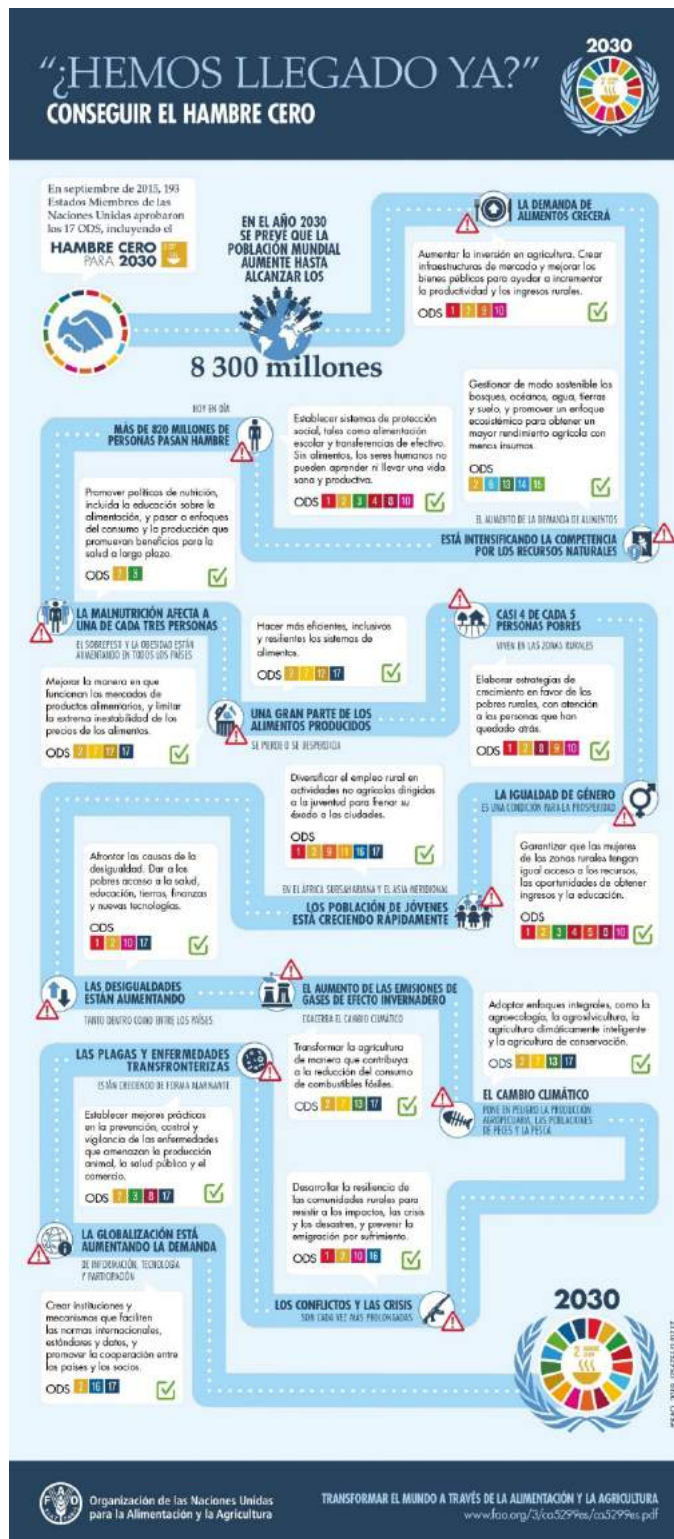 2030
"¿HEMOS LLEGADO YA?"
CONSEGUIR EL HAMBRE CERO
En septiembre de 2015, 193
Estados Miembros de las
Naciones Unidas aprobaron
los 17 ODS, incluyendo el
HAMBRE CERO
PARA 2030
EN EL AÑO 2030
SE PREVÉ QUE LA
POBLACIÓN MUNDIAL
AUMENTE HASTA
ALCANZAR LOS
8 300 millones
LA DEMANDA DE
ALIMENTOS CRECERÁ
Aumentar la inversión en agricultura. Crear
infraestructuras de mercado y mejorar los
bienes públicos para ayudar a incrementar
la productividad y los ingresos rurales.
ODS 1 2 9 10
Gestionar de modo sostenible los
bosques, océanos, agua, tierras
y suelo, y promover un enfoque
ecosistémico para obtener un
mayor rendimiento agrícola con
menos insumos.
ODS
2 6 13 14 15
EL AUMENTO DE LA DEMANDA DE ALIMENTOS
ESTÁ INTENSIFICANDO LA COMPETENCIA
POR LOS RECURSOS NATURALES
HOY EN DÍA
MÁS DE 820 MILLONES DE
PERSONAS PASAN HAMBRE
Establecer sistemas de protección
social, tales como alimentación
escolar y transferencias de efectivo.
Sin alimentos, los seres humanos no
pueden aprender ni llevar una vida
sana y productiva.
ODS 1 2 3 4 8 10
Promover políticas de nutrición,
incluida la educación sobre la
alimentación, y pasar a enfoques
del consumo y la producción que
promuevan beneficios para la
salud a largo plazo.
ODS 2 3
LA MALNUTRICIÓN AFECTA A
UNA DE CADA TRES PERSONAS
EL SOBREPESO Y LA OBESIDAD ESTÁN
AUMENTANDO EN TODOS LOS PAÍSES
Mejorar la manera en que
funcionan los mercados de
productos alimentarios, y limitar
la extrema inestabilidad de los
precios de los alimentos.
ODS 2 12 17
Hacer más eficientes, inclusivos
y resilientes los sistemas de
alimentos.
ODS 2 12 17
UNA GRAN PARTE DE LOS
ALIMENTOS PRODUCIDOS
SE PIERDE O SE DESPERDICIA
CASI 4 DE CADA 5
PERSONAS POBRES
VIVEN EN LAS ZONAS RURALES
Elaborar estrategias de
crecimiento en favor de los
pobres rurales, con atención
a las personas que han
quedado atrás.
ODS 1 2 8 9 10
LA IGUALDAD DE GÉNERO
ES UNA CONDICIÓN PARA LA PROSPERIDAD
Garantizar que las mujeres
de las zonas rurales tengan
igual acceso a los recursos,
las oportunidades de obtener
ingresos y la educación.
ODS
1 2 3 4 5 8 10
Diversificar el empleo rural en
actividades no agrícolas dirigidas
a la juventud para frenar su
éxodo a las ciudades.
ODS
1 2 9 11 16 17
EN EL ÁFRICA SUBSAHARIANA Y EL ASIA MERIDIONAL
LOS POBLACIÓN DE JÓVENES
ESTÁ CRECIENDO RÁPIDAMENTE
Afrontar las causas de la
desigualdad. Dar a los
pobres acceso a la salud,
educación, tierras, finanzas
y nuevas tecnologías.
ODS
1 2 10 17
LAS DESIGUALDADES
ESTÁN AUMENTANDO
TANTO DENTRO COMO ENTRE LOS PAÍSES
EL AUMENTO DE LAS EMISIONES DE
GASES DE EFECTO INVERNADERO
EXACERBA EL CAMBIO CLIMÁTICO
Transformar la agricultura
de manera que contribuya
a la reducción del consumo
de combustibles fósiles.
ODS 2 7 13 17
Adoptar enfoques integrales, como la
agroecología, la agrosilvicultura, la
agricultura climáticamente inteligente
y la agricultura de conservación.
ODS 2 7 13 17
EL CAMBIO CLIMÁTICO
PONE EN PELIGRO LA PRODUCCIÓN
AGROPECUARIA, LAS POBLACIONES
DE PECES Y LA PESCA
LAS PLAGAS Y ENFERMEDADES
TRANSFRONTERIZAS
ESTÁN CRECIENDO DE FORMA ALARMANTE
Establecer mejores prácticas
en la prevención, control y
vigilancia de las enfermedades
que amenazan la producción
animal, la salud pública y el
comercio.
ODS 2 3 8 17
Desarrollar la resiliencia de
las comunidades rurales para
resistir a los impactos, las crisis
y los desastres, y prevenir la
emigración por sufrimiento.
ODS 1 2 10 16
LOS CONFLICTOS Y LAS CRISIS
SON CADA VEZ MÁS PROLONGADAS
LA GLOBALIZACIÓN ESTÁ
AUMENTANDO LA DEMANDA
DE INFORMACIÓN, TECNOLOGÍA
Y PARTICIPACIÓN
Crear instituciones y
mecanismos que faciliten
las normas internacionales,
estándares y datos, y
promover la cooperación entre
los países y los socios.
ODS 2 16 17
2030
Organización de las Naciones Unidas
para la Alimentación y la Agricultura
TRANSFORMAR EL MUNDO A TRAVÉS DE LA ALIMENTACIÓN Y LA AGRICULTURA
www.fao.org/3/ca5299es/ca5299es.pdf